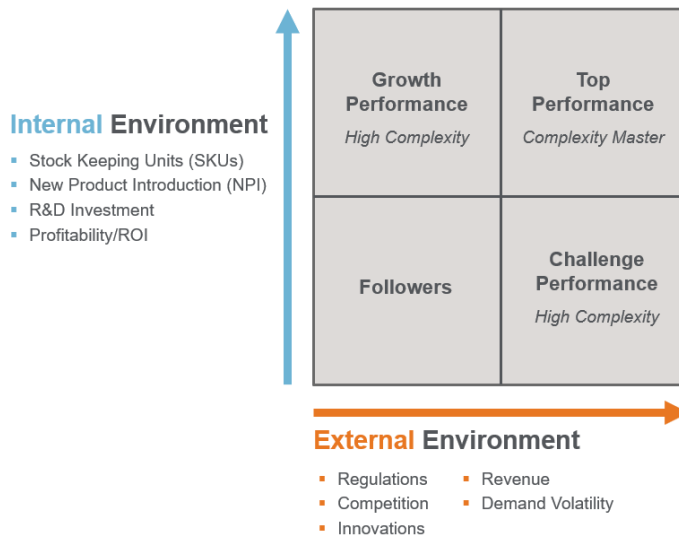 Internal Environment
▪ Stock Keeping Units (SKUs)
▪ New Product Introduction (NPI)
▪ R&D Investment
▪ Profitability/ROI
Growth
Performance
High Complexity
Top
Performance
Complexity Master
Followers
Challenge
Performance
High Complexity
External Environment
▪ Regulations
▪ Competition
▪ Innovations
▪ Revenue
▪ Demand Volatility